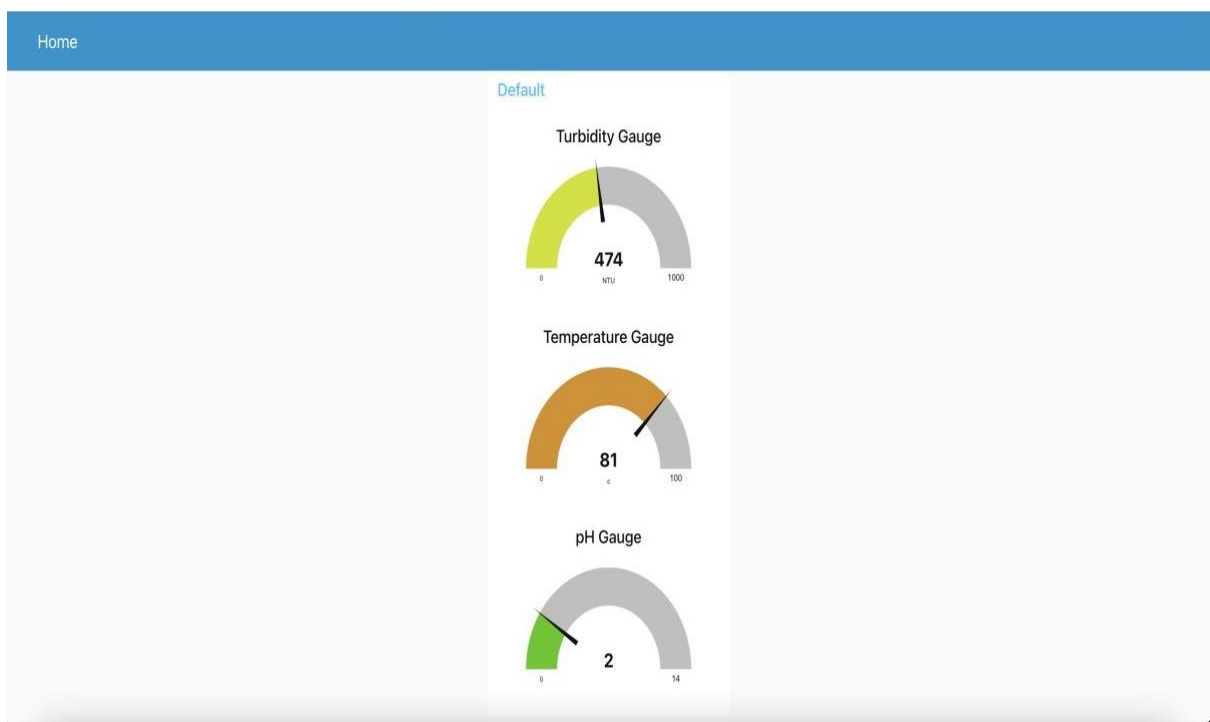 Home
Default
Turbidity Gauge
474
0 NTU 1000
Temperature Gauge
81
0 c 100
pH Gauge
2
0 14